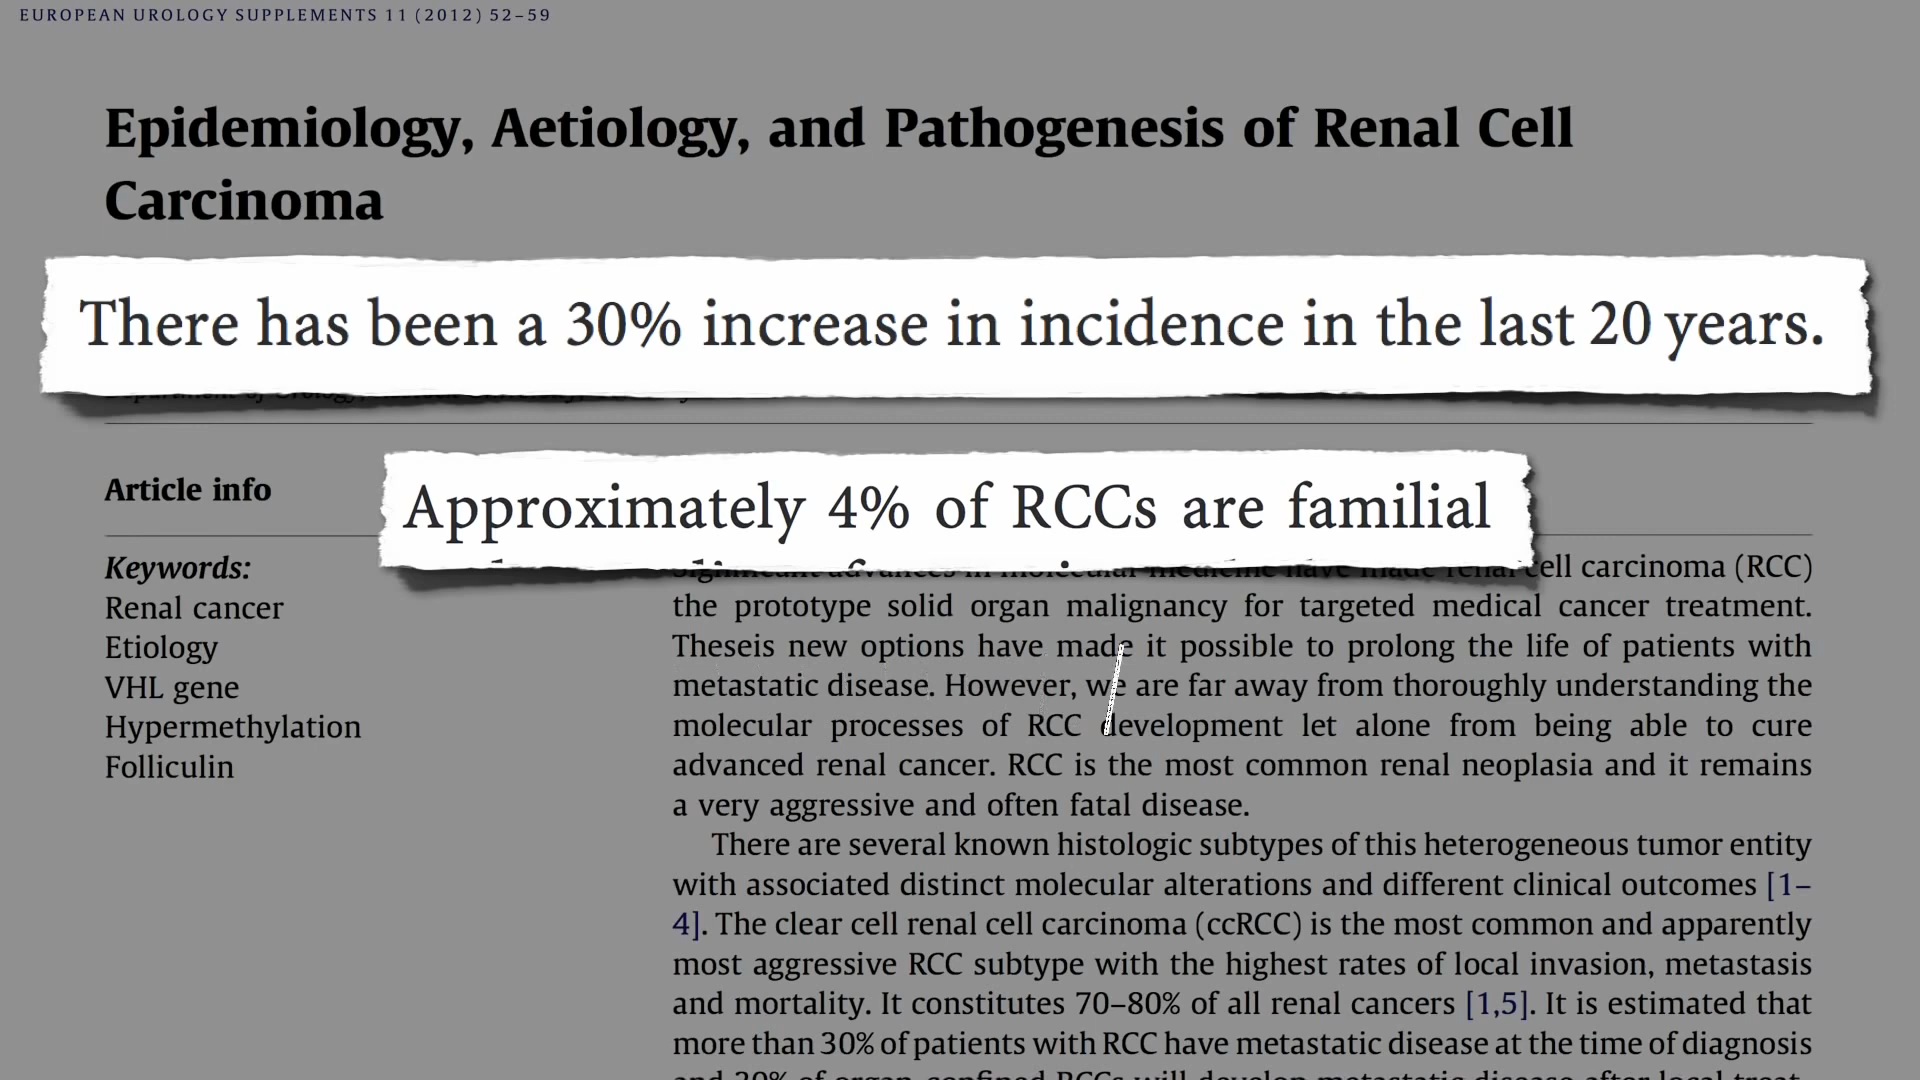 EUROPEAN UROLOGY SUPPLEMENTS 11 (2012) 52–59
Epidemiology, Aetiology, and Pathogenesis of Renal Cell
Carcinoma
There has been a 30% increase in incidence in the last 20 years.
Article info
Approximately 4% of RCCs are familial
Keywords:
Renal cancer
Etiology
VHL gene
Hypermethylation
Folliculin
Significant advances in molecular medicine have made renal cell carcinoma (RCC)
the prototype solid organ malignancy for targeted medical cancer treatment.
Theseis new options have made it possible to prolong the life of patients with
metastatic disease. However, we are far away from thoroughly understanding the
molecular processes of RCC development let alone from being able to cure
advanced renal cancer. RCC is the most common renal neoplasia and it remains
a very aggressive and often fatal disease.
There are several known histologic subtypes of this heterogeneous tumor entity
with associated distinct molecular alterations and different clinical outcomes [1–
4]. The clear cell renal cell carcinoma (ccRCC) is the most common and apparently
most aggressive RCC subtype with the highest rates of local invasion, metastasis
and mortality. It constitutes 70–80% of all renal cancers [1,5]. It is estimated that
more than 30% of patients with RCC have metastatic disease at the time of diagnosis